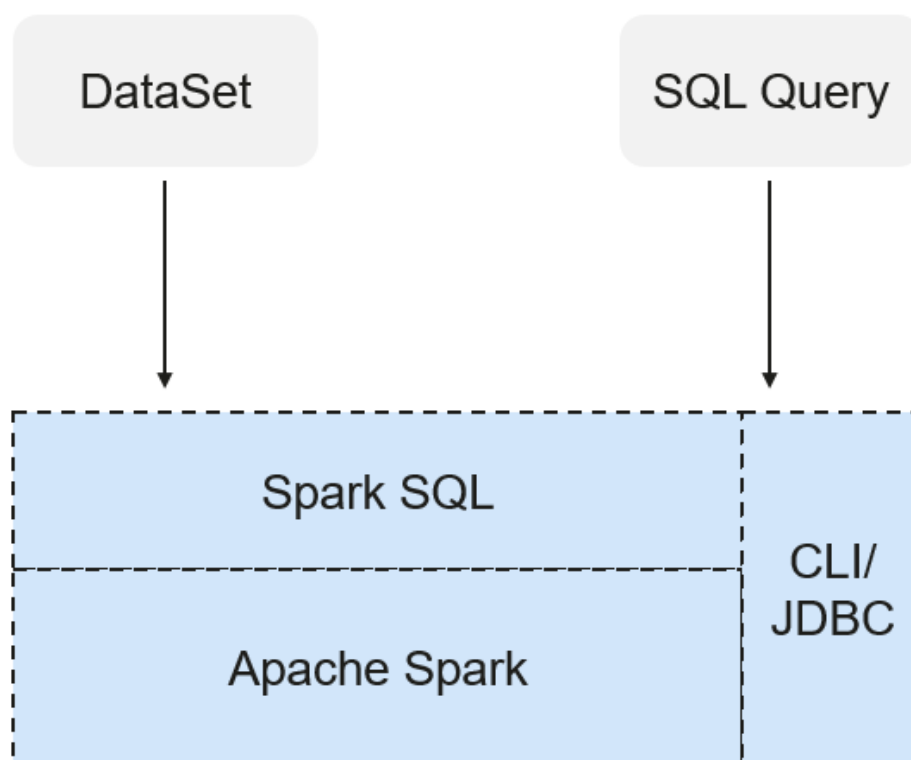 DataSet
SQL Query
Spark SQL
CLI/
JDBC
Apache Spark